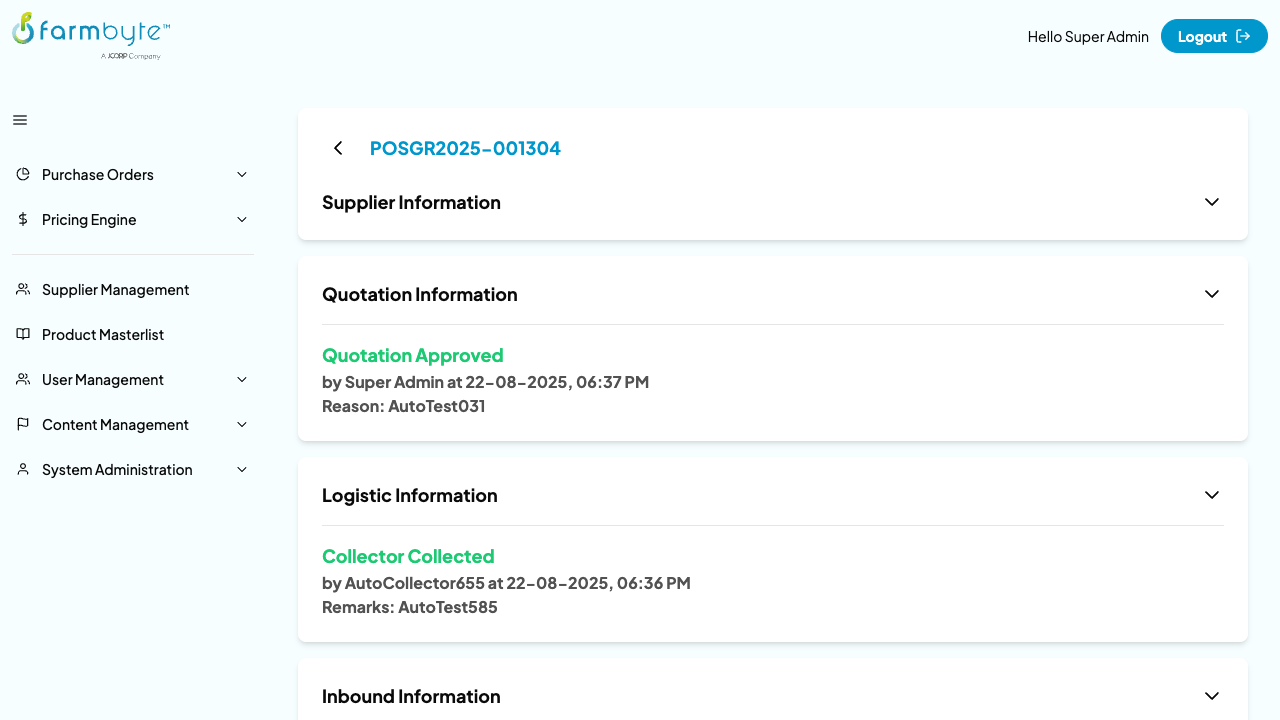 farmbyte™
A JCORP Company
Hello Super Admin
Logout
Purchase Orders
Pricing Engine
Supplier Management
Product Masterlist
User Management
Content Management
System Administration
POSGR2025-001304
Supplier Information
Quotation Information
Quotation Approved
by Super Admin at 22-08-2025, 06:37 PM
Reason: AutoTest031
Logistic Information
Collector Collected
by AutoCollector655 at 22-08-2025, 06:36 PM
Remarks: AutoTest585
Inbound Information